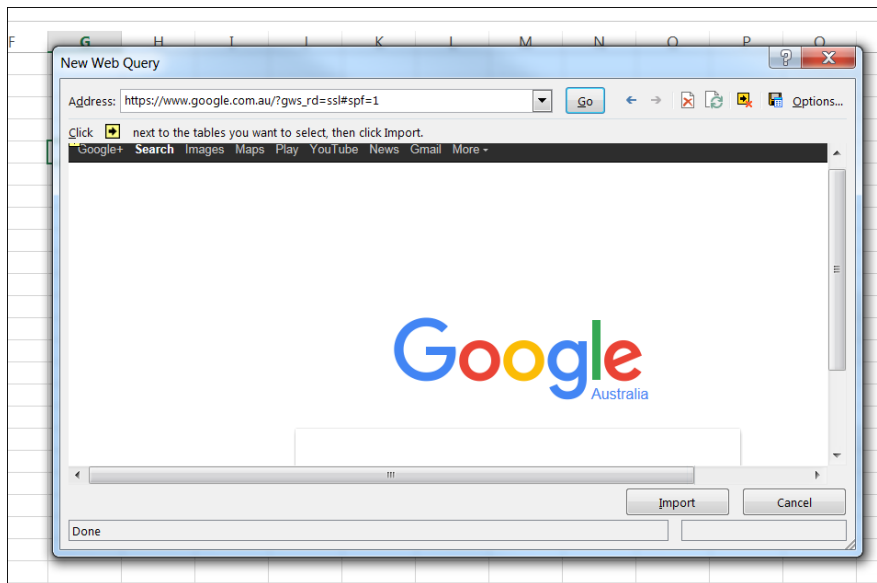 F G H I J K L M N O P Q
New Web Query
Address: https://www.google.com.au/?gws_rd=ssl#spf=1 Go Options...
Click next to the tables you want to select, then click Import.
Google+ Search Images Maps Play YouTube News Gmail More
Google
Australia
Import Cancel
Done